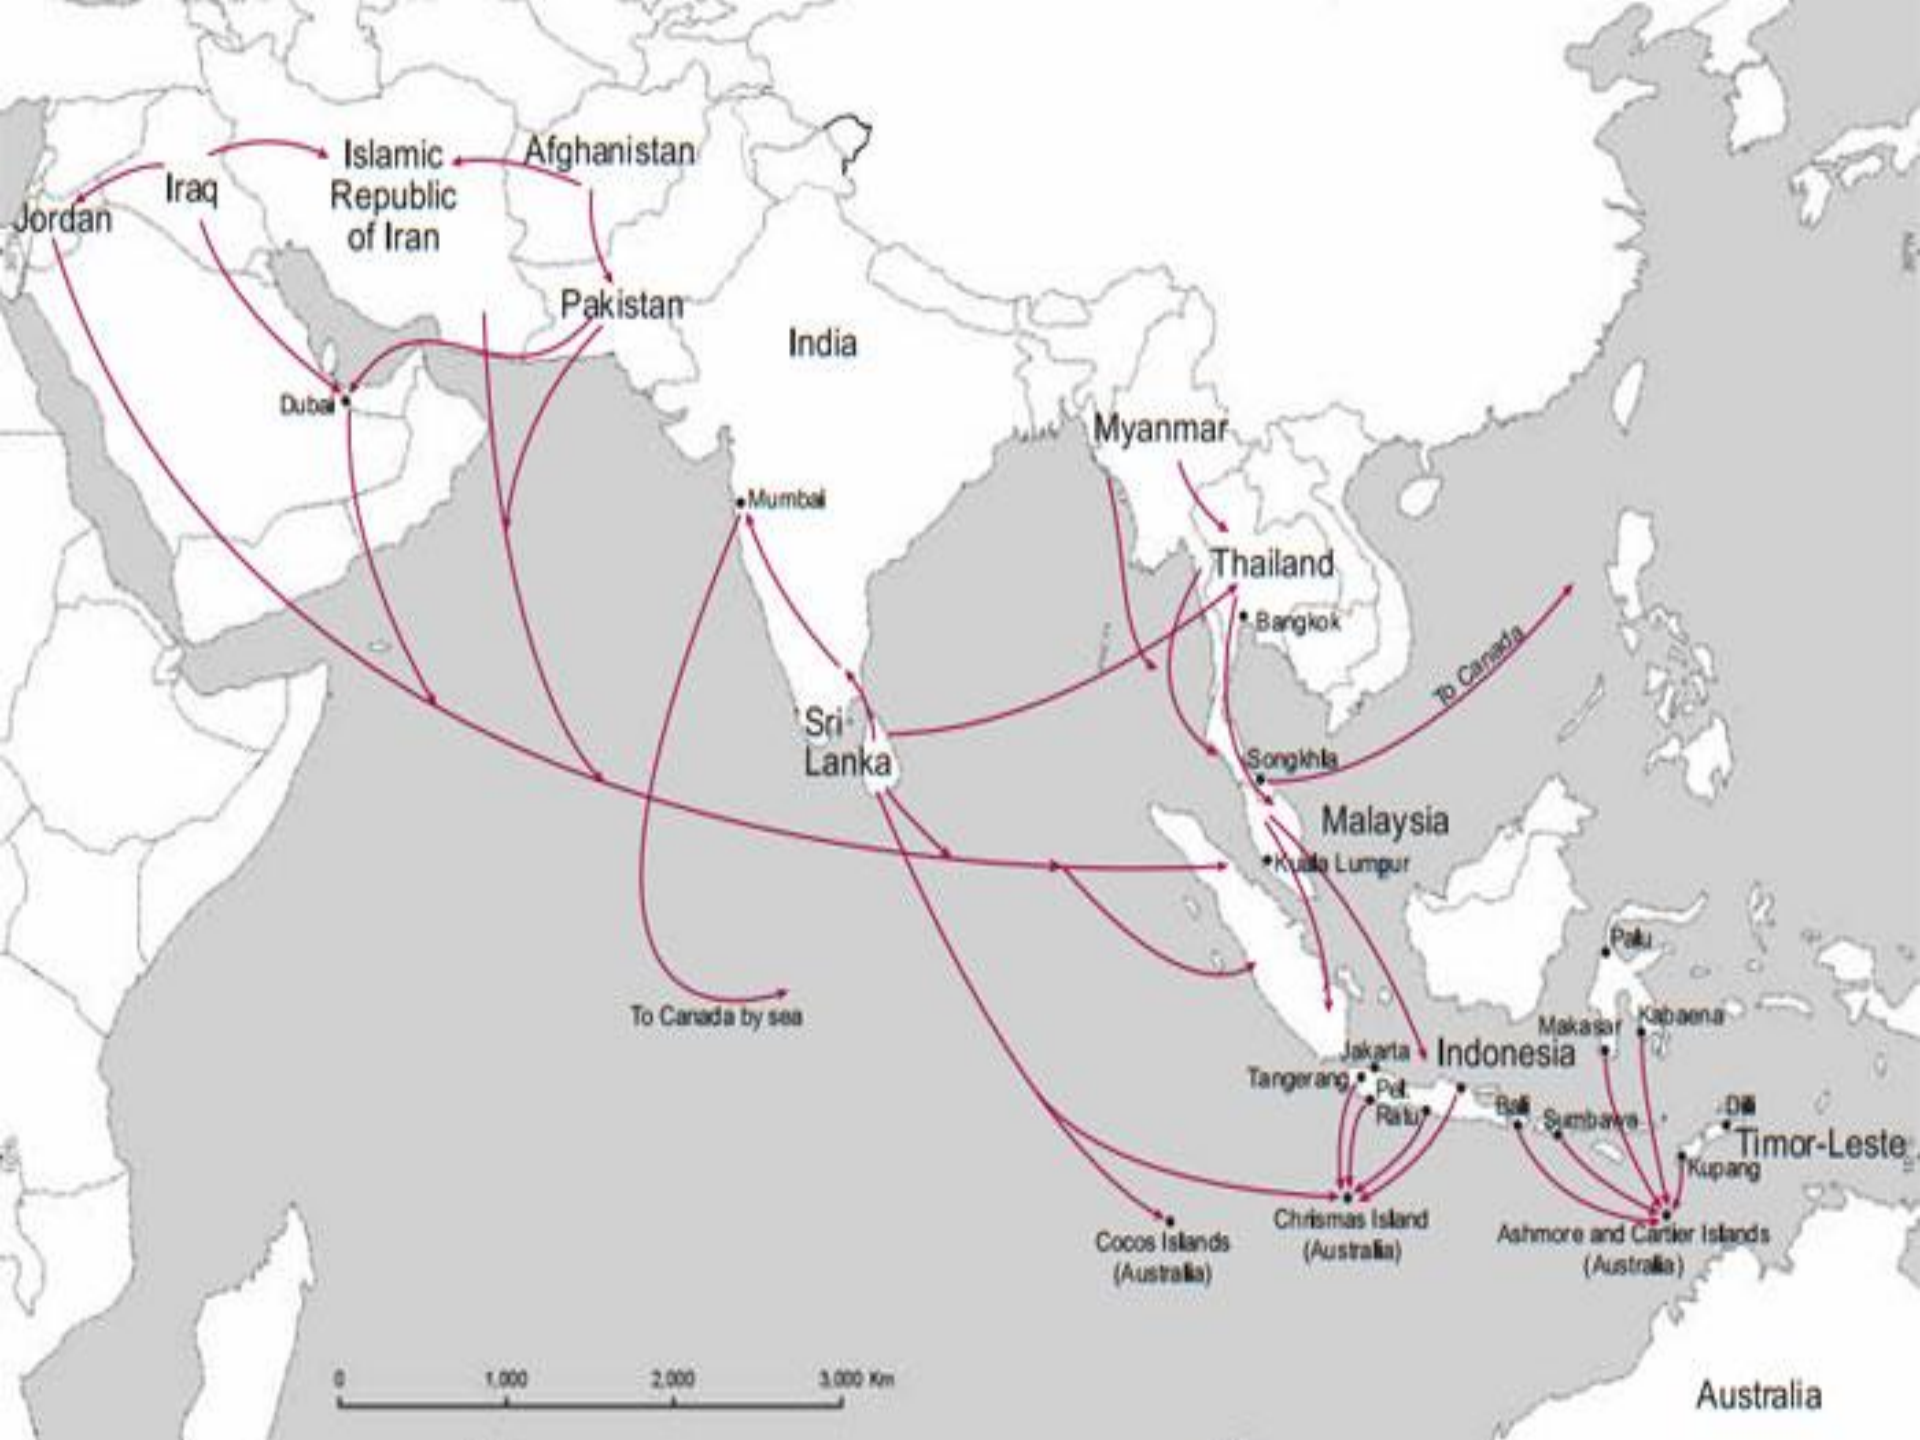 Islamic
Republic
of Iran
Afghanistan
Iraq
Jordan
Pakistan
India
Dubai
Myanmar
Mumbai
Thailand
Bangkok
To Canada
Sri
Lanka
Songkhla
Malaysia
Kuala Lumpur
Palu
To Canada by sea
Makasar
Kabaena
Jakarta
Indonesia
Tangerang
Pel.
Ratu
Bali
Sumbawa
Dili
Timor-Leste
Kupang
Cocos Islands
(Australia)
Chrismas Island
(Australia)
Ashmore and Cartier Islands
(Australia)
0 1,000 2,000 3,000 Km
Australia